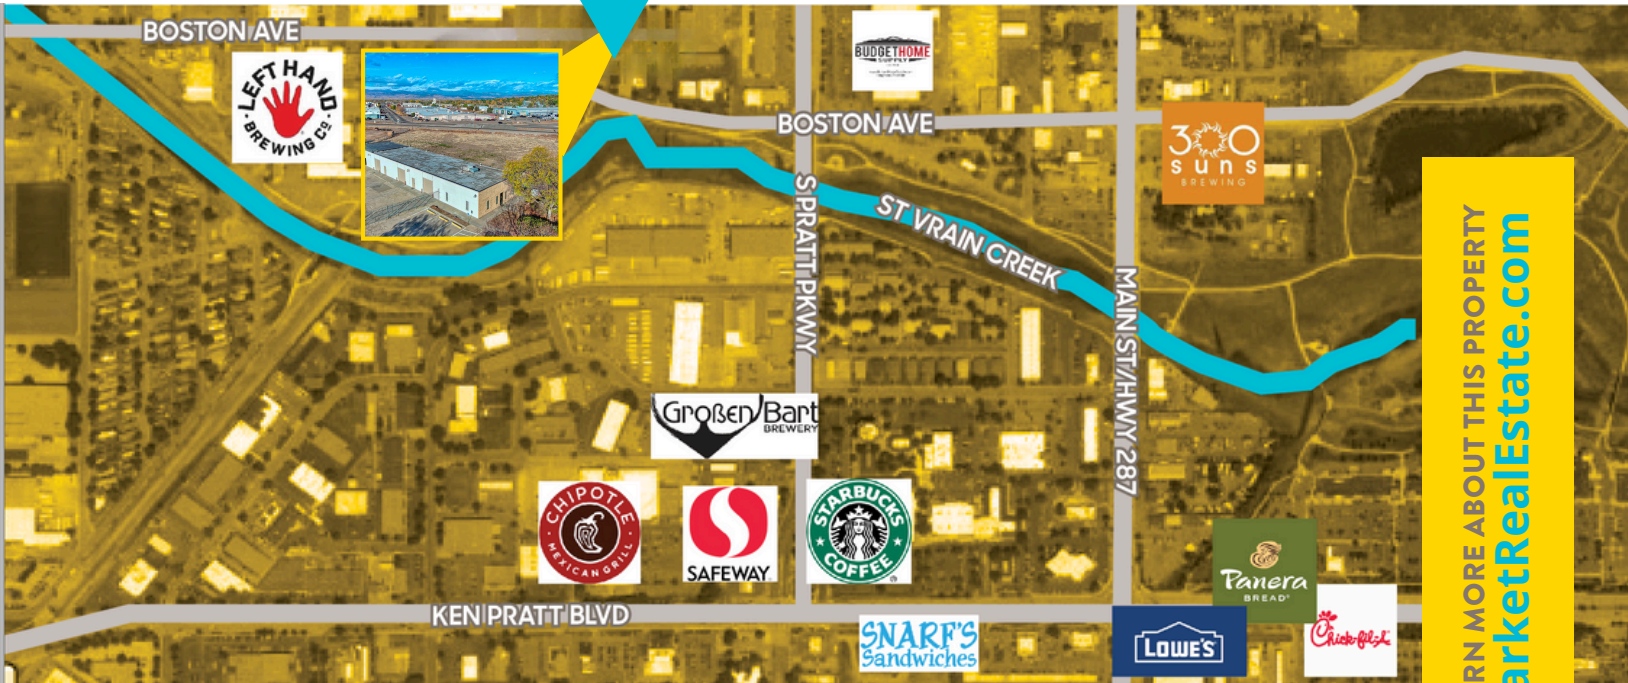 BOSTON AVE
LEFT HAND
BREWING Co
BUDGET HOME
SUPPLY
BOSTON AVE
300
suns
BREWING
SPRATT PKWY
ST VRAIN CREEK
MAIN ST/HWY 287
Großen Bart
BREWERY
CHIPOTLE
MEXICAN GRILL
SAFEWAY
STARBUCKS
COFFEE
Panera
BREAD
KEN PRATT BLVD
SNARF'S
Sandwiches
LOWE'S
Chick-fil-A
RN MORE ABOUT THIS PROPERTY
arketRealEstate.com